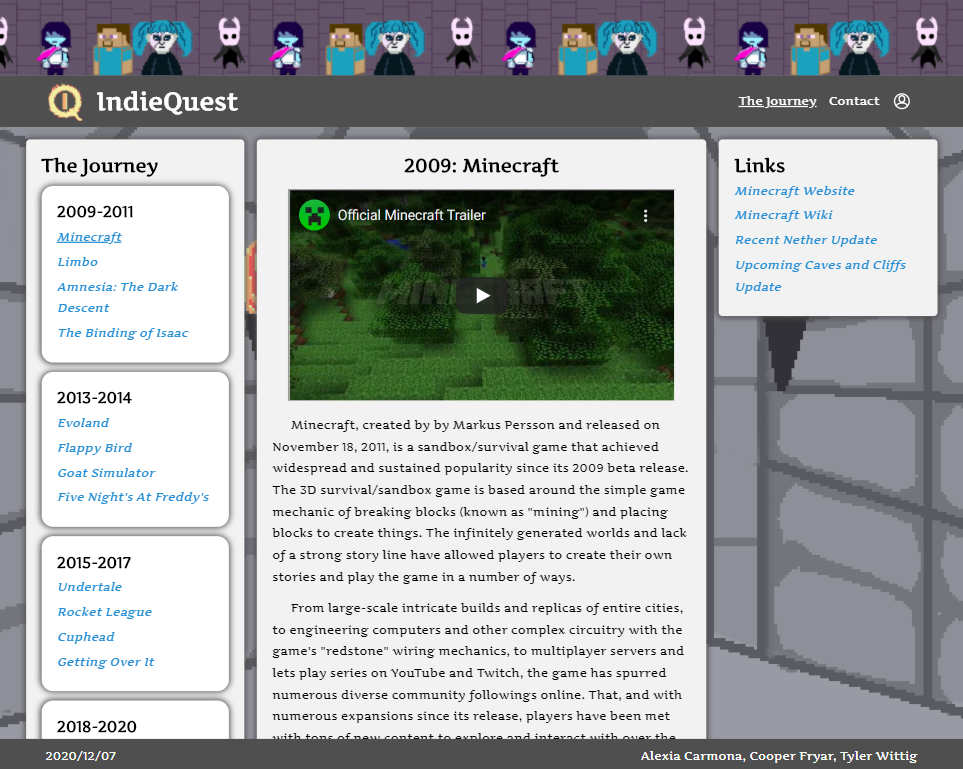 IndieQuest
The Journey Contact
The Journey
2009-2011
Minecraft
Limbo
Amnesia: The Dark
Descent
The Binding of Isaac
2013-2014
Evoland
Flappy Bird
Goat Simulator
Five Night's At Freddy's
2015-2017
Undertale
Rocket League
Cuphead
Getting Over It
2018-2020
2009: Minecraft
Official Minecraft Trailer
MINECRAFT
Minecraft, created by by Markus Persson and released on
November 18, 2011, is a sandbox/survival game that achieved
widespread and sustained popularity since its 2009 beta release.
The 3D survival/sandbox game is based around the simple game
mechanic of breaking blocks (known as "mining") and placing
blocks to create things. The infinitely generated worlds and lack
of a strong story line have allowed players to create their own
stories and play the game in a number of ways.
From large-scale intricate builds and replicas of entire cities,
to engineering computers and other complex circuitry with the
game's "redstone" wiring mechanics, to multiplayer servers and
lets play series on YouTube and Twitch, the game has spurred
numerous diverse community followings online. That, and with
numerous expansions since its release, players have been met
with tons of new content to explore and interact with over the
Links
Minecraft Website
Minecraft Wiki
Recent Nether Update
Upcoming Caves and Cliffs
Update
2020/12/07
Alexia Carmona, Cooper Fryar, Tyler Wittig